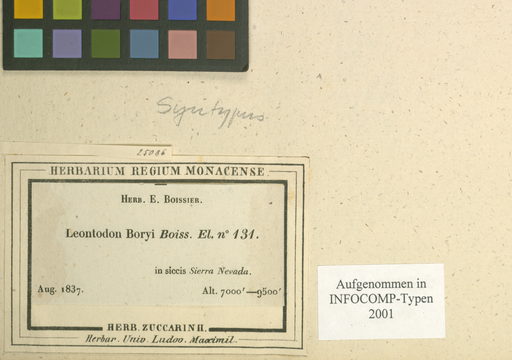 Syntypus
25086
HERBARIUM REGIUM MONACENSE.
HERB. E. BOISSIER.
Leontodon Boryi Boiss. El. n° 131.
in siccis Sierra Nevada.
Aug. 1837. Alt. 7000'—9500'
HERB. ZUCCARINII.
Herbar. Univ. Ludov. Maximil.
Aufgenommen in
INFOCOMP-Typen
2001